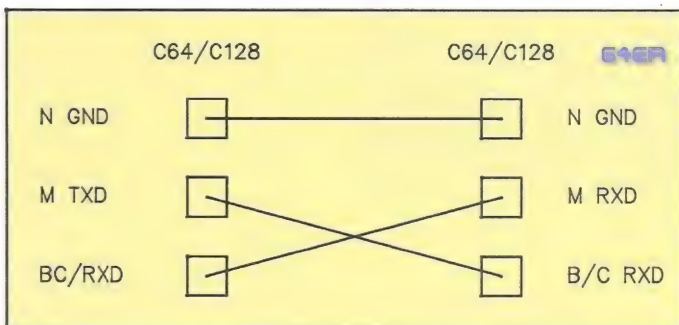 C64/C128 C64/C128 64ER
N GND N GND
M TXD M RXD
BC/RXD B/C RXD